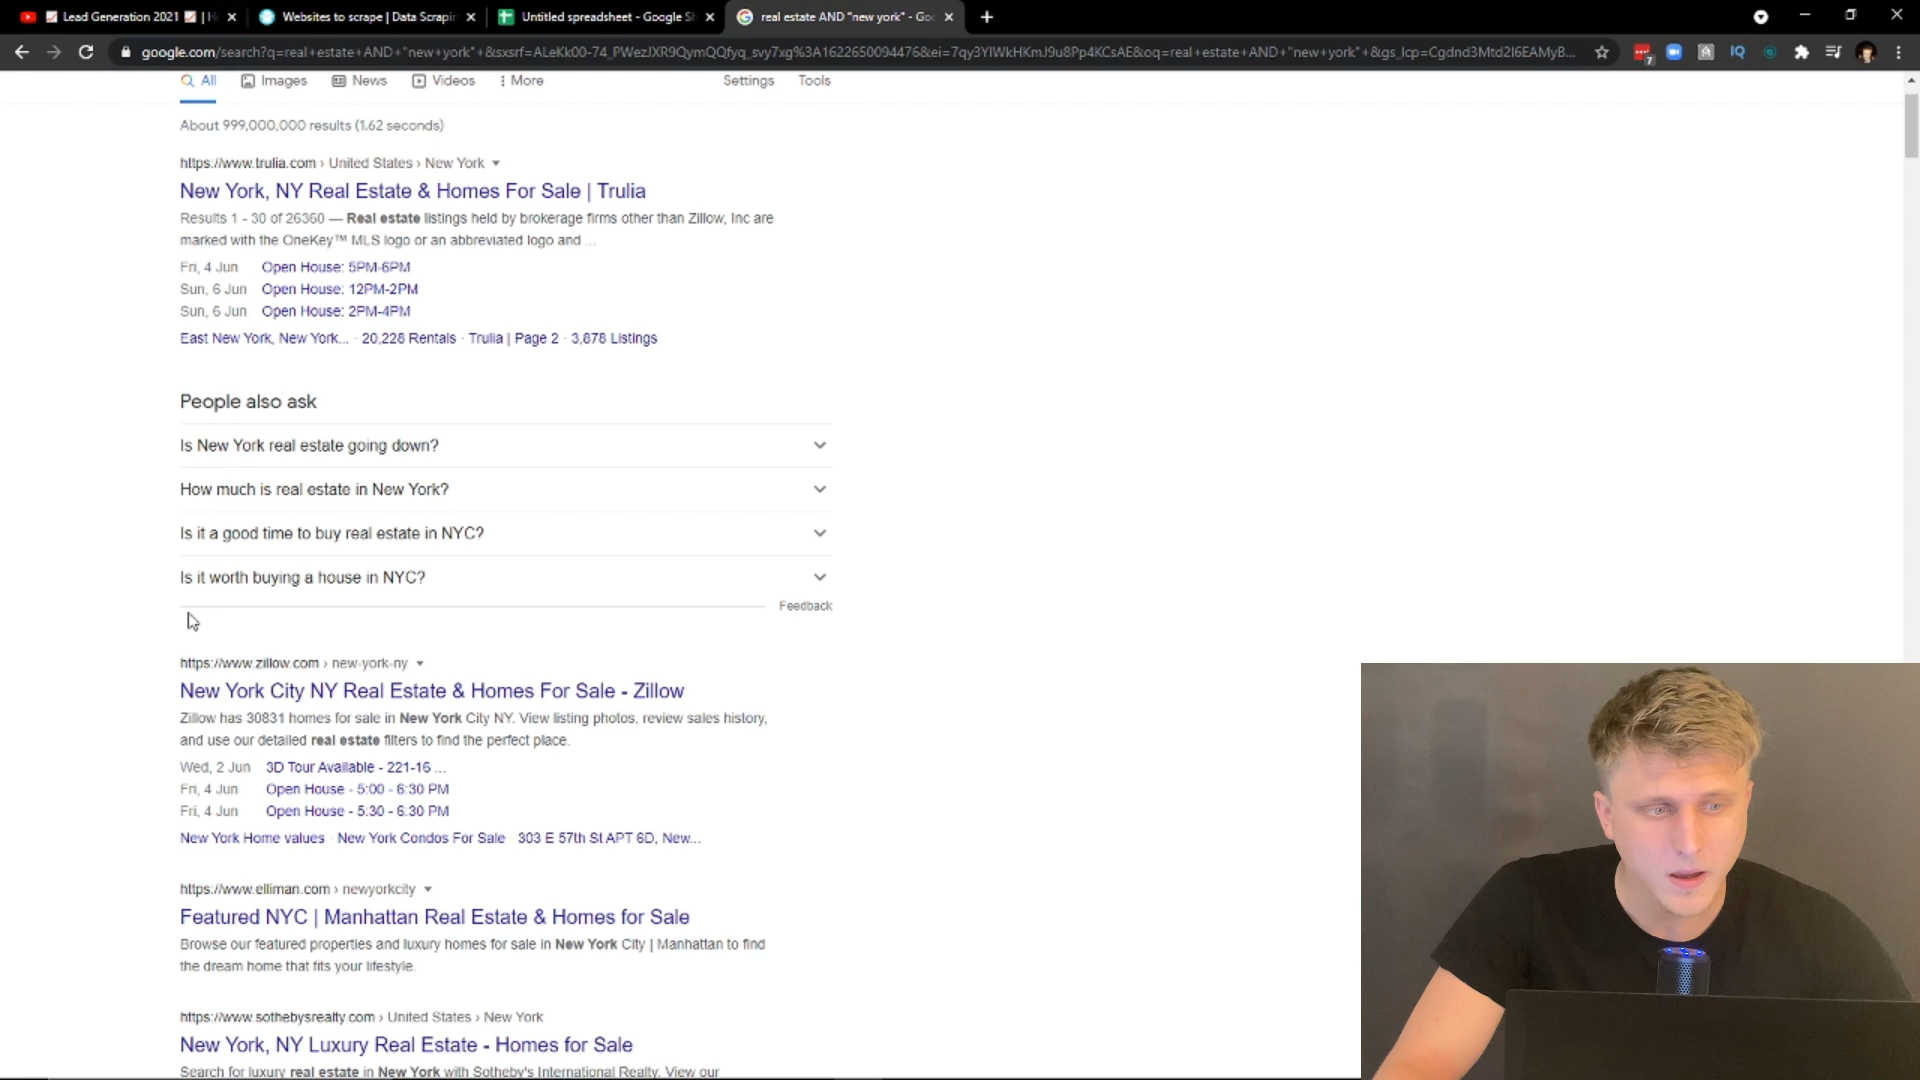 Lead Generation 2021
Websites to scrape | Data Scrapin
Untitled spreadsheet - Google Sh
real estate AND "new york" - Goo
google.com/search?q=real+estate+AND+"new+york"+&sxsrf=ALeKk00-74_PWezJXR9QymQQfyq_svy7xg%3A1622650094476&ei=7qy3YIWkHKmJ9u8Pp4KCsAE&oq=real+estate+AND+"new+york"+&gs_lcp=Cgdnd3Mtd2l6EAMyB...
7
IQ
All Images News Videos More Settings Tools
About 999,000,000 results (1.62 seconds)
https://www.trulia.com › United States › New York
New York, NY Real Estate & Homes For Sale | Trulia
Results 1 - 30 of 26360 — Real estate listings held by brokerage firms other than Zillow, Inc are
marked with the OneKey™ MLS logo or an abbreviated logo and ...
Fri, 4 Jun Open House: 5PM-6PM
Sun, 6 Jun Open House: 12PM-2PM
Sun, 6 Jun Open House: 2PM-4PM
East New York, New York... · 20,228 Rentals · Trulia | Page 2 · 3,878 Listings
People also ask
Is New York real estate going down?
How much is real estate in New York?
Is it a good time to buy real estate in NYC?
Is it worth buying a house in NYC?
Feedback
https://www.zillow.com › new-york-ny
New York City NY Real Estate & Homes For Sale - Zillow
Zillow has 30831 homes for sale in New York City NY. View listing photos, review sales history,
and use our detailed real estate filters to find the perfect place.
Wed, 2 Jun 3D Tour Available - 221-16 ...
Fri, 4 Jun Open House - 5:00 - 6:30 PM
Fri, 4 Jun Open House - 5:30 - 6:30 PM
New York Home values · New York Condos For Sale · 303 E 57th St APT 6D, New...
https://www.elliman.com › newyorkcity
Featured NYC | Manhattan Real Estate & Homes for Sale
Browse our featured properties and luxury homes for sale in New York City | Manhattan to find
the dream home that fits your lifestyle.
https://www.sothebysrealty.com › United States › New York
New York, NY Luxury Real Estate - Homes for Sale
Search for luxury real estate in New York with Sotheby's International Realty. View our